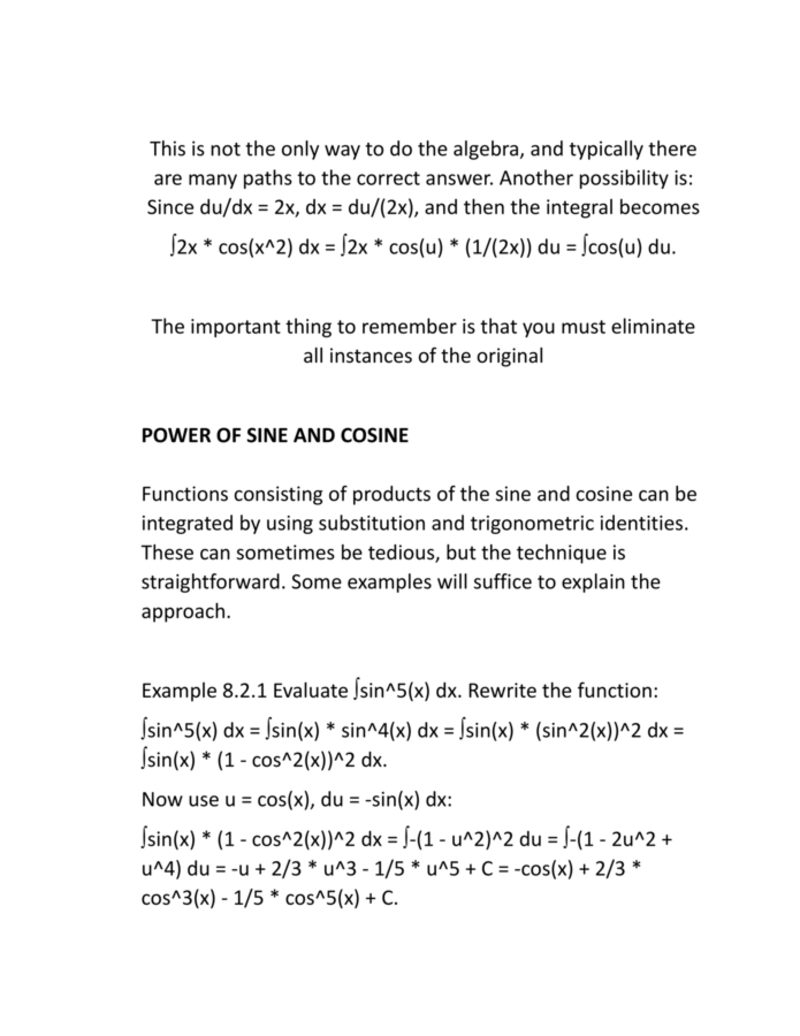 This is not the only way to do the algebra, and typically there
are many paths to the correct answer. Another possibility is:
Since du/dx = 2x, dx = du/(2x), and then the integral becomes
∫2x * cos(x^2) dx = ∫2x * cos(u) * (1/(2x)) du = ∫cos(u) du.
The important thing to remember is that you must eliminate
all instances of the original
POWER OF SINE AND COSINE
Functions consisting of products of the sine and cosine can be
integrated by using substitution and trigonometric identities.
These can sometimes be tedious, but the technique is
straightforward. Some examples will suffice to explain the
approach.
Example 8.2.1 Evaluate ∫sin^5(x) dx. Rewrite the function:
∫sin^5(x) dx = ∫sin(x) * sin^4(x) dx = ∫sin(x) * (sin^2(x))^2 dx =
∫sin(x) * (1 - cos^2(x))^2 dx.
Now use u = cos(x), du = -sin(x) dx:
∫sin(x) * (1 - cos^2(x))^2 dx = ∫-(1 - u^2)^2 du = ∫-(1 - 2u^2 +
u^4) du = -u + 2/3 * u^3 - 1/5 * u^5 + C = -cos(x) + 2/3 *
cos^3(x) - 1/5 * cos^5(x) + C.